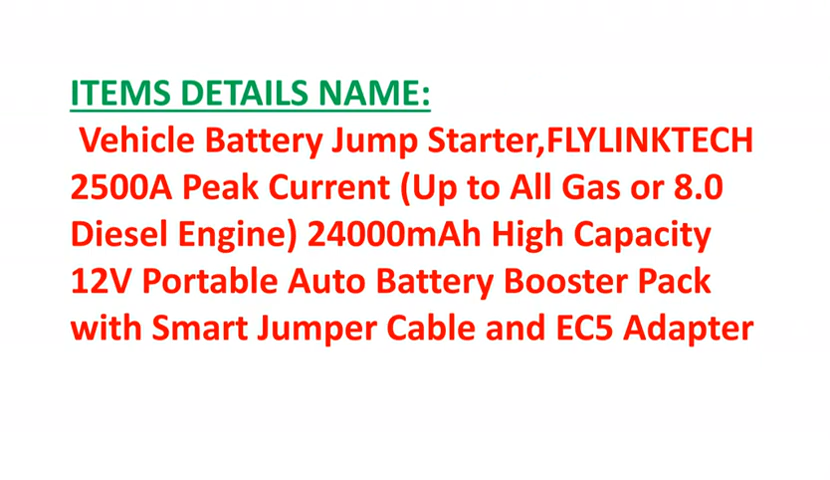 ITEMS DETAILS NAME:
Vehicle Battery Jump Starter,FLYLINKTECH
2500A Peak Current (Up to All Gas or 8.0
Diesel Engine) 24000mAh High Capacity
12V Portable Auto Battery Booster Pack
with Smart Jumper Cable and EC5 Adapter